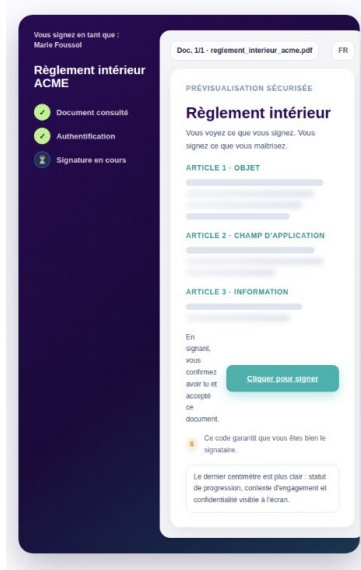 Vous signez en tant que :
Marie Foussol
Règlement intérieur
ACME
✓ Document consulté
✓ Authentification
⏳ Signature en cours
Doc. 1/1 - reglement_interieur_acme.pdf
FR
PRÉVISUALISATION SÉCURISÉE
Règlement intérieur
Vous voyez ce que vous signez. Vous
signez ce que vous maîtrisez.
ARTICLE 1 - OBJET
ARTICLE 2 - CHAMP D'APPLICATION
ARTICLE 3 - INFORMATION
En
signant,
vous
confirmez
avoir lu et
accepté
ce
document.
Cliquer pour signer
6
Ce code garantit que vous êtes bien le
signataire.
Le dernier centimètre est plus clair : statut
de progression, contexte d'engagement et
confidentialité visible à l'écran.